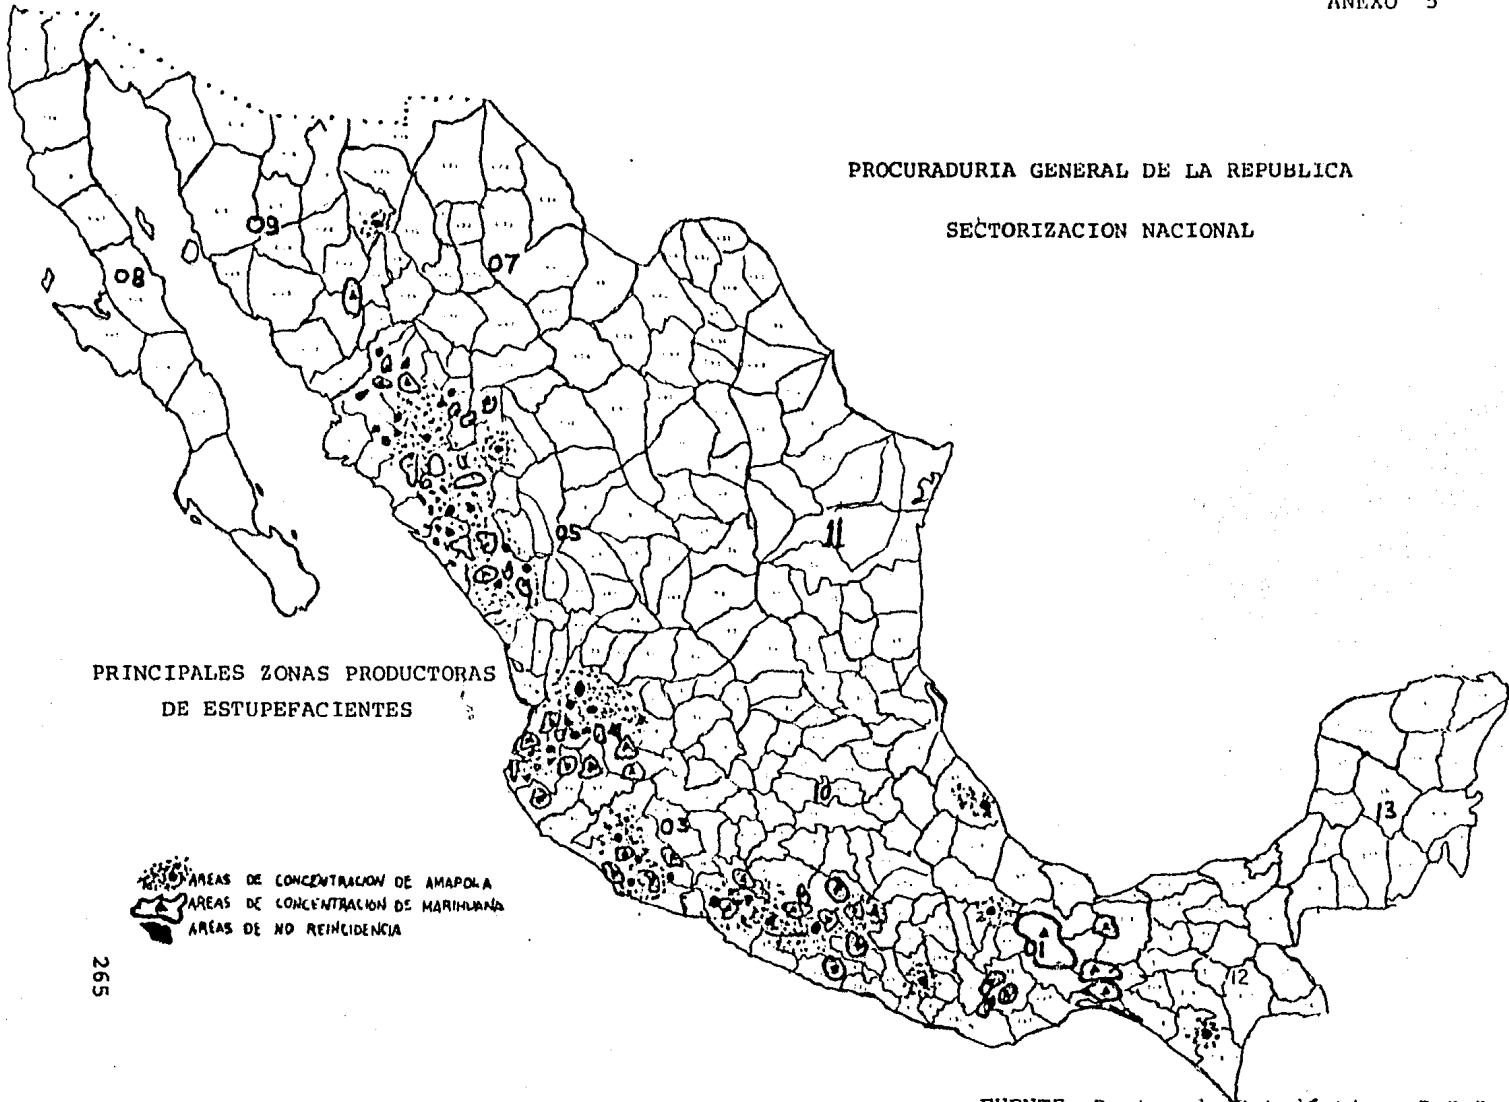 ANEXO 5
PROCURADURIA GENERAL DE LA REPUBLICA
SECTORIZACION NACIONAL
09
08
07
05
11
PRINCIPALES ZONAS PRODUCTORAS
DE ESTUPEFACIENTES
10
13
03
AREAS DE CONCENTRACION DE AMAPOLA
AREAS DE CONCENTRACION DE MARIHUANA
AREAS DE NO REINCIDENCIA
01
12
265
FUENTE